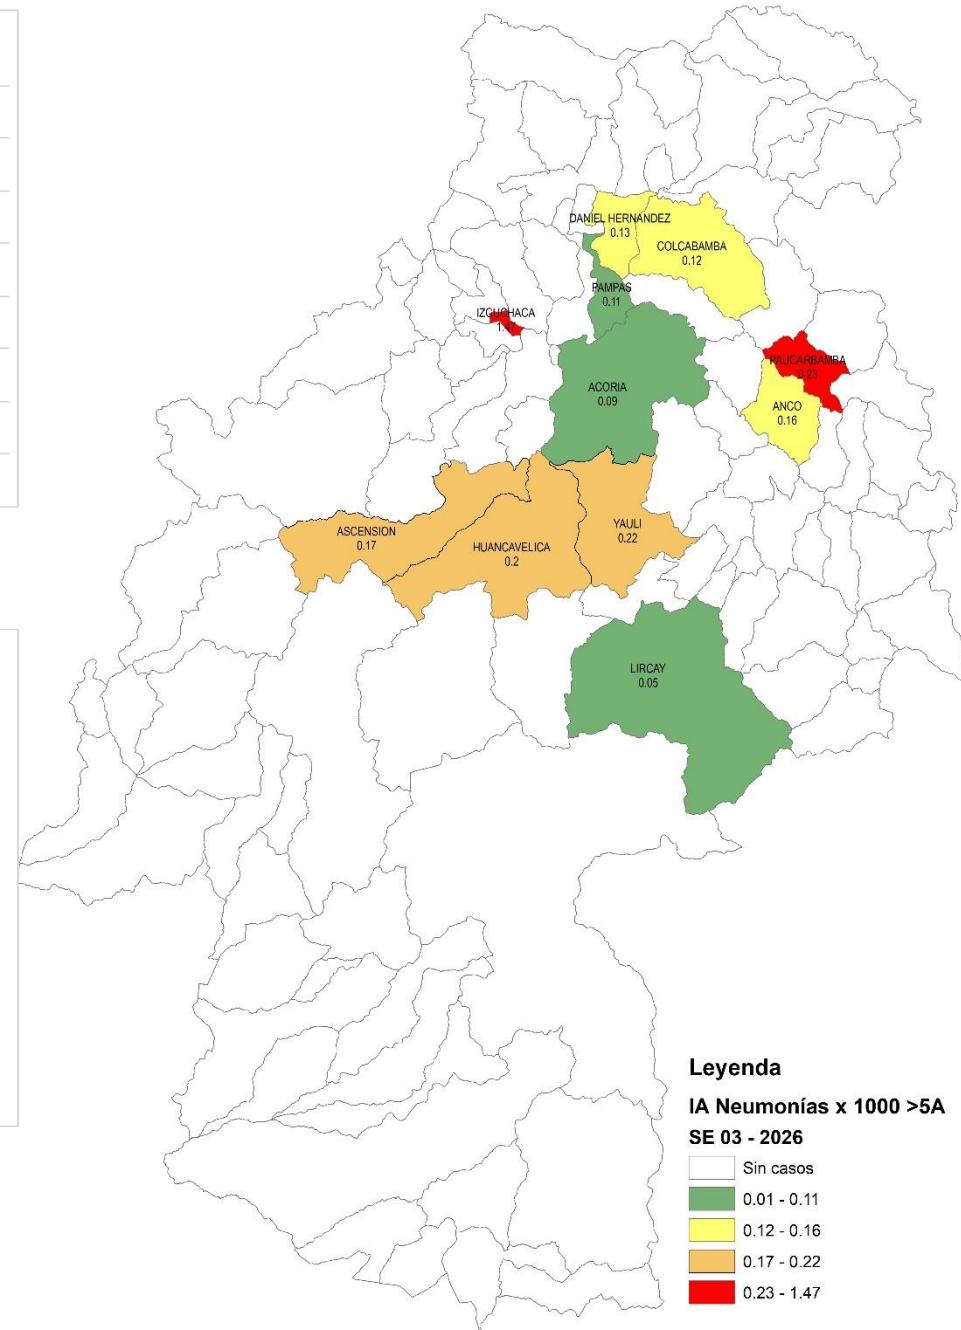 DANIEL HERNANDEZ
0.13
COLCABAMBA
0.12
PAMPAS
0.11
IZCUCHACA
1.47
PAUCARBAMBA
0.23
ACORIA
0.09
ANCO
0.16
ASCENSION
0.17
HUANCAVELICA
0.2
YAULI
0.22
LIRCAY
0.05
Leyenda
IA Neumonías x 1000 >5A
SE 03 - 2026
Sin casos
0.01 - 0.11
0.12 - 0.16
0.17 - 0.22
0.23 - 1.47